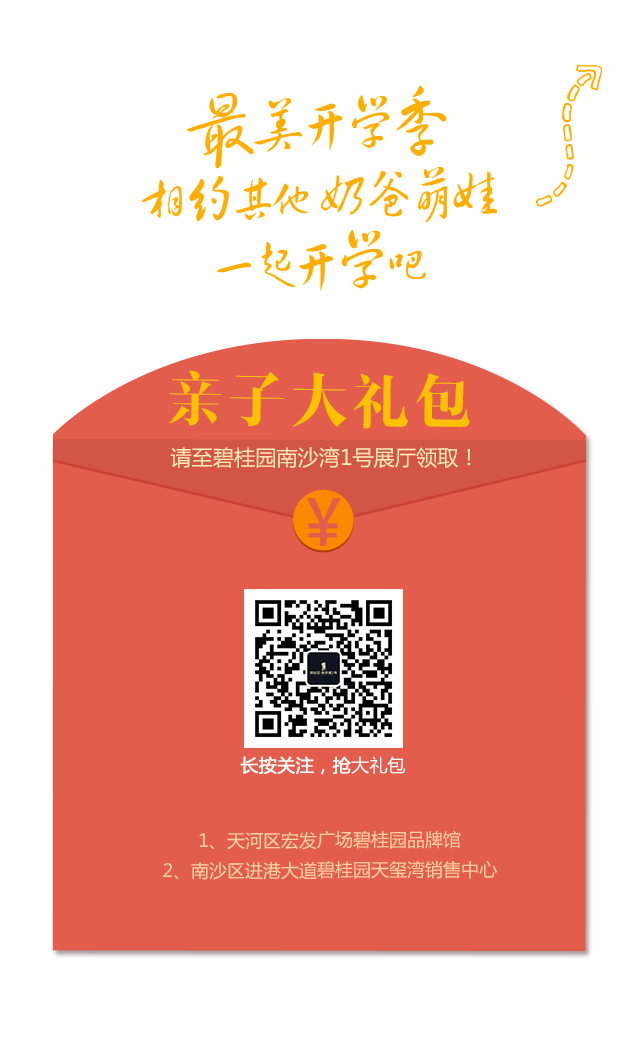 最美开学季
相约其他奶爸萌娃
一起开学吧
亲子大礼包
请至碧桂园南沙湾1号展厅领取！
¥
长按关注，抢大礼包
1、天河区宏发广场碧桂园品牌馆
2、南沙区进港大道碧桂园天玺湾销售中心